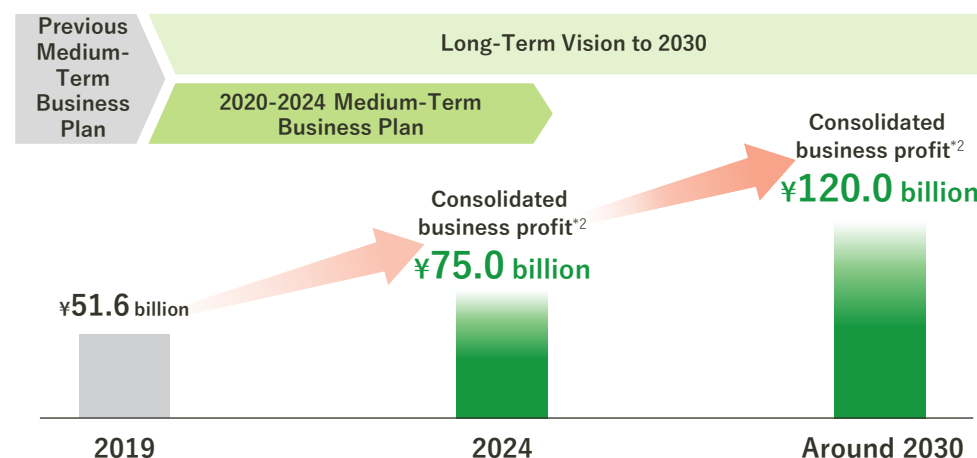 Previous
Medium-
Term
Business
Plan
Long-Term Vision to 2030
2020-2024 Medium-Term
Business Plan
Consolidated
business profit*2
¥120.0 billion
Consolidated
business profit*2
¥75.0 billion
¥51.6 billion
2019
2024
Around 2030